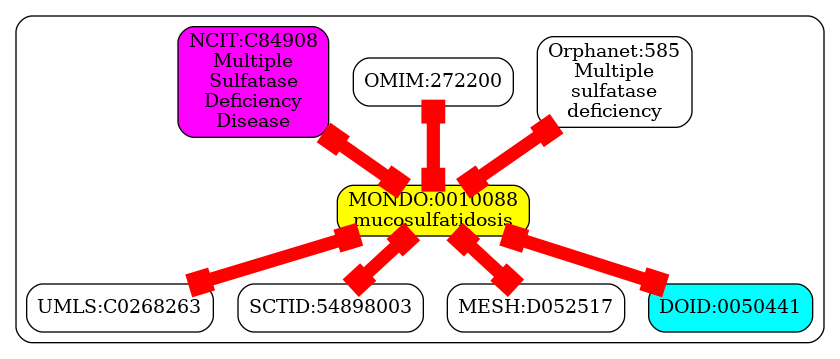 NCIT:C84908
Multiple
Sulfatase
Deficiency
Disease
OMIM:272200
Orphanet:585
Multiple
sulfatase
deficiency
MONDO:0010088
mucosulfatidosis
UMLS:C0268263
SCTID:54898003
MESH:D052517
DOID:0050441